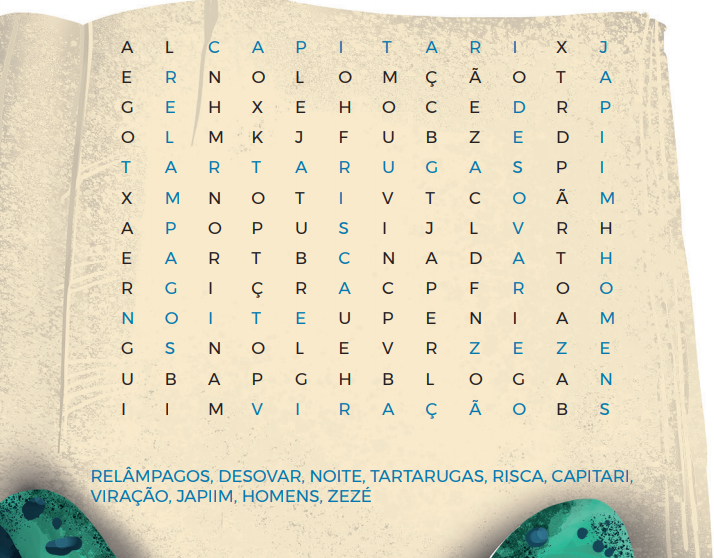 A L C A P I T A R I X J
E R N O L O M Ç Ã O T A
G E H X E H O C E D R P
O L M K J F U B Z E D I
T A R T A R U G A S P I
X M N O T I V T C O Ã M
A P O P U S I J L V R H
E A R T B C N A D A T H
R G I Ç R A C P F R O O
N O I T E U P E N I A M
G S N O L E V R Z E Z E
U B A P G H B L O G A N
I I M V I R A Ç Ã O B S
RELÂMPAGOS, DESOVAR, NOITE, TARTARUGAS, RISCA, CAPITARI,
VIRAÇÃO, JAPIIM, HOMENS, ZEZÉ